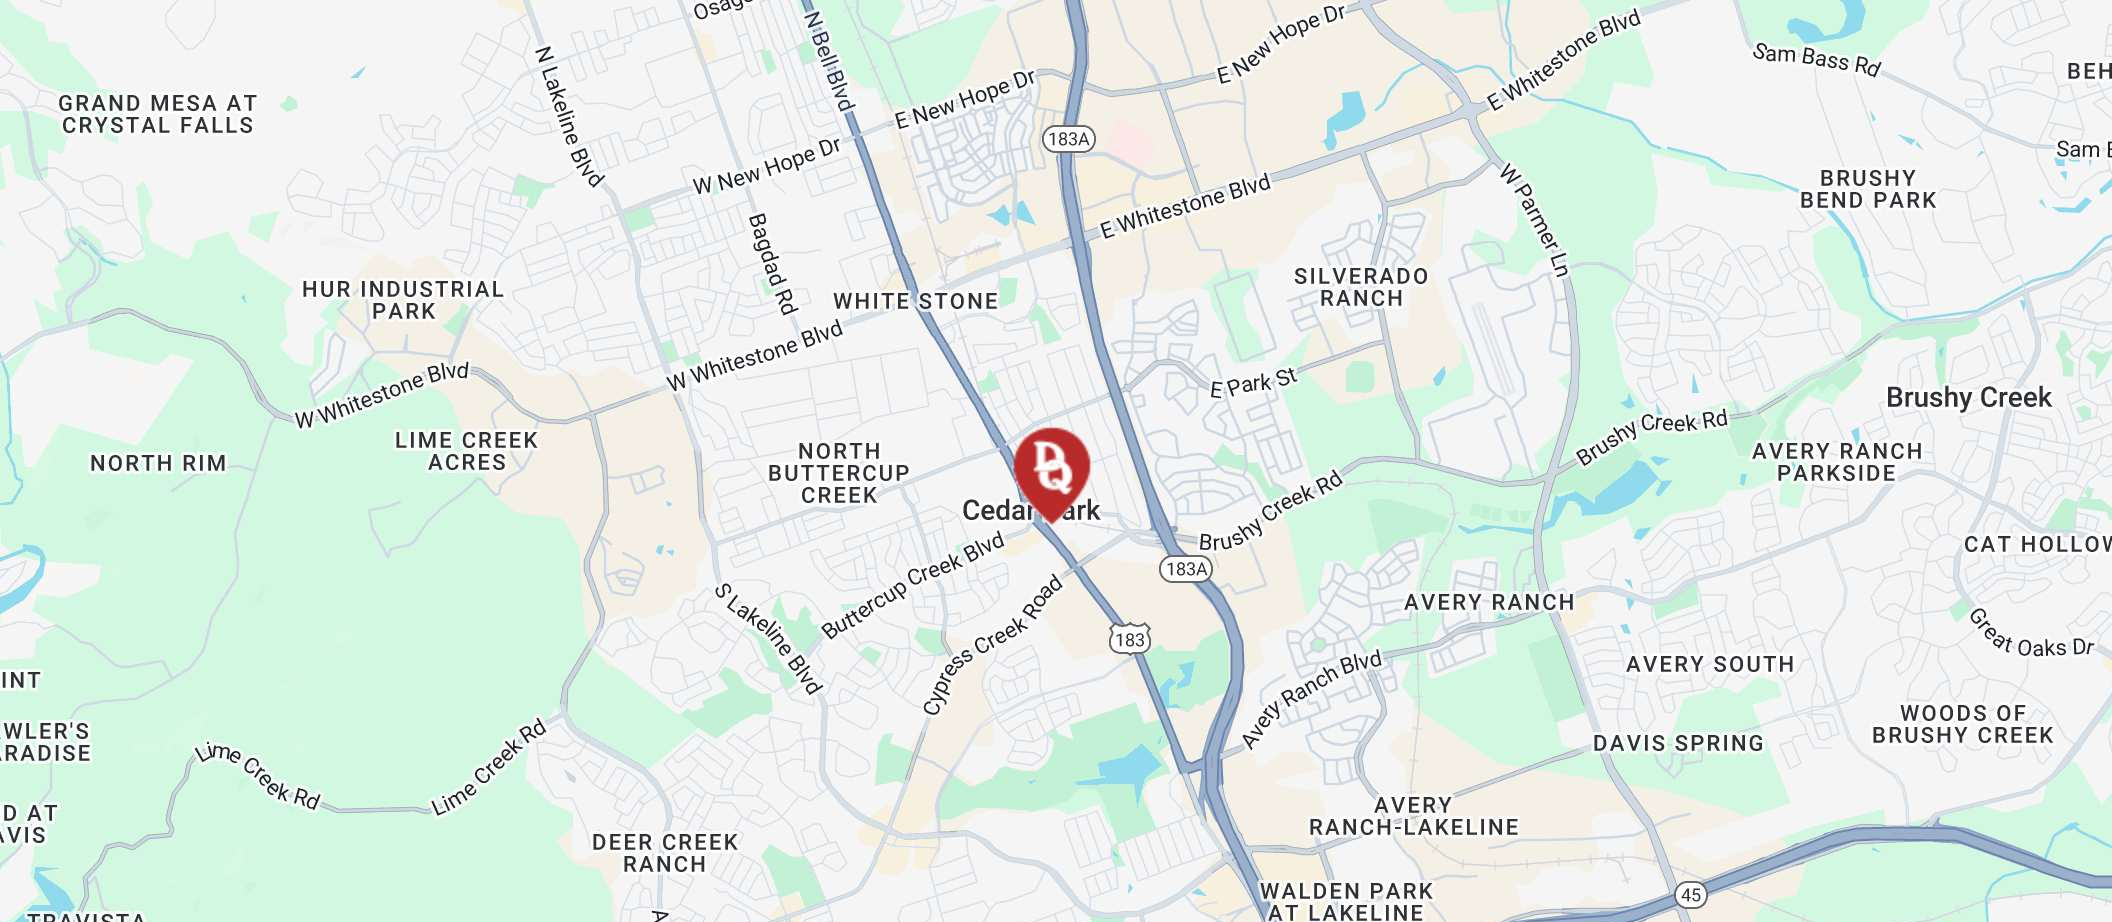 Osage
N Bell Blvd
E New Hope Dr
E Whitestone Blvd
Sam Bass Rd
BEH
N Lakeline Blvd
GRAND MESA AT
CRYSTAL FALLS
E New Hope Dr
183A
W New Hope Dr
Sam B
BRUSHY
BEND PARK
W Parmer Ln
E Whitestone Blvd
Bagdad Rd
HUR INDUSTRIAL
PARK
WHITE STONE
SILVERADO
RANCH
W Whitestone Blvd
W Whitestone Blvd
E Park St
Brushy Creek
Brushy Creek Rd
LIME CREEK
ACRES
NORTH RIM
NORTH
BUTTERCUP
CREEK
AVERY RANCH
PARKSIDE
DQ
Cedar Park
Brushy Creek Rd
183A
Buttercup Creek Blvd
CAT HOLLOW
S Lakeline Blvd
Cypress Creek Road
AVERY RANCH
183
Great Oaks Dr
INT
Avery Ranch Blvd
AVERY SOUTH
WLER'S
RADISE
Lime Creek Rd
Lime Creek Rd
DAVIS SPRING
WOODS OF
BRUSHY CREEK
D AT
AVIS
AVERY
RANCH-LAKELINE
DEER CREEK
RANCH
WALDEN PARK
AT LAKELINE
45
TRAVISTA
A